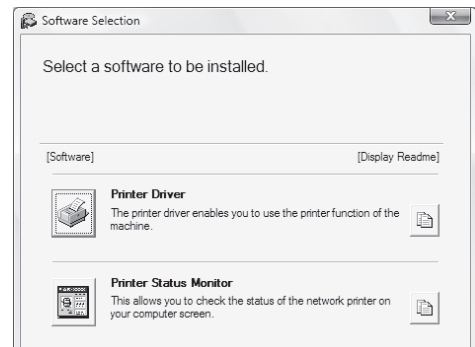 Software Selection
Select a software to be installed.
[Software] [Display Readme]
Printer Driver
The printer driver enables you to use the printer function of the
machine.
Printer Status Monitor
This allows you to check the status of the network printer on
your computer screen.